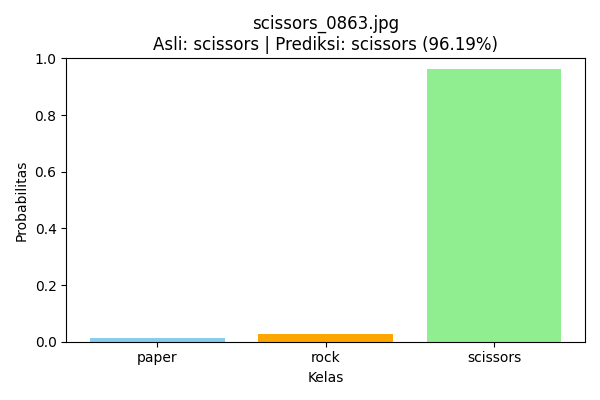 scissors_0863.jpg
Asli: scissors | Prediksi: scissors (96.19%)
Probabilitas
1.0
0.8
0.6
0.4
0.2
0.0
paper rock scissors
Kelas